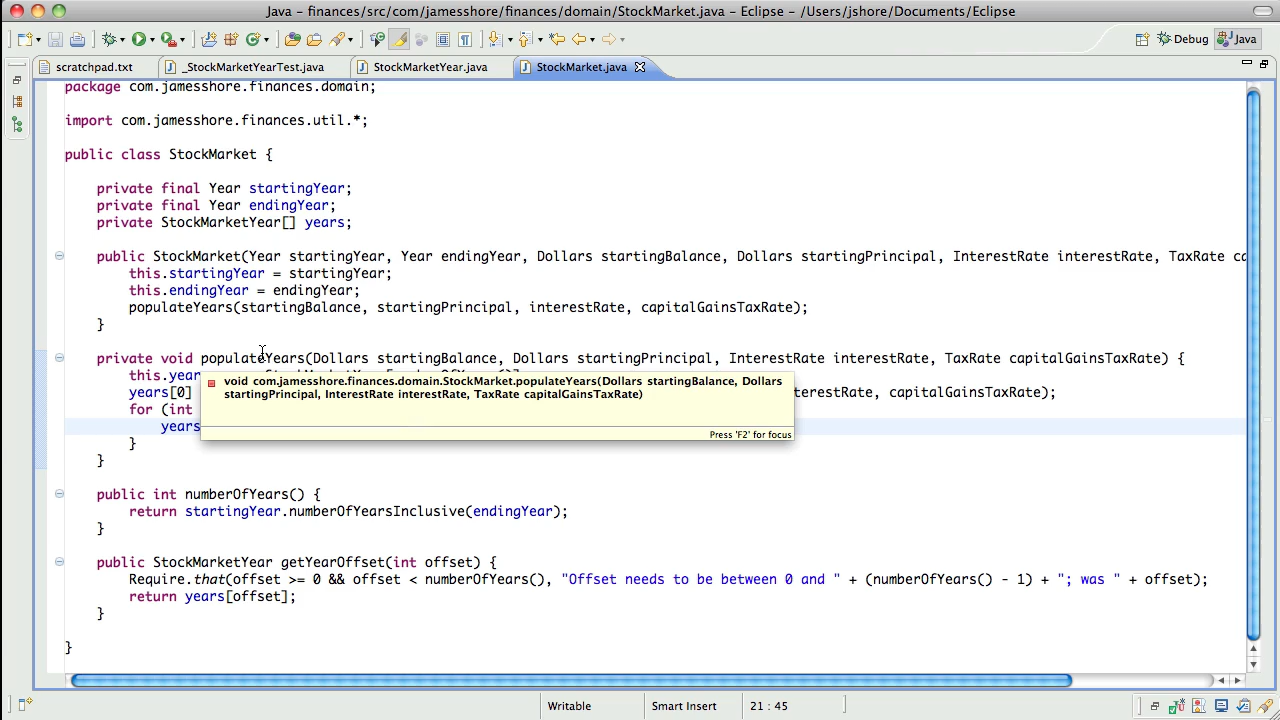 Java - finances/src/com/jamesshore/finances/domain/StockMarket.java - Eclipse - /Users/jshore/Documents/Eclipse
Debug Java
scratchpad.txt _StockMarketYearTest.java StockMarketYear.java StockMarket.java
package com.jamesshore.finances.domain;
import com.jamesshore.finances.util.*;
public class StockMarket {
private final Year startingYear;
private final Year endingYear;
private StockMarketYear[] years;
public StockMarket(Year startingYear, Year endingYear, Dollars startingBalance, Dollars startingPrincipal, InterestRate interestRate, TaxRate ca
this.startingYear = startingYear;
this.endingYear = endingYear;
populateYears(startingBalance, startingPrincipal, interestRate, capitalGainsTaxRate);
}
private void populateYears(Dollars startingBalance, Dollars startingPrincipal, InterestRate interestRate, TaxRate capitalGainsTaxRate) {
this.year
void com.jamesshore.finances.domain.StockMarket.populateYears(Dollars startingBalance, Dollars
startingPrincipal, InterestRate interestRate, TaxRate capitalGainsTaxRate)
Press 'F2' for focus
years[0] terestRate, capitalGainsTaxRate);
for (int
years
}
}
public int numberOfYears() {
return startingYear.numberOfYearsInclusive(endingYear);
}
public StockMarketYear getYearOffset(int offset) {
Require.that(offset >= 0 && offset < numberOfYears(), "Offset needs to be between 0 and " + (numberOfYears() - 1) + "; was " + offset);
return years[offset];
}
}
Writable Smart Insert 21 : 45